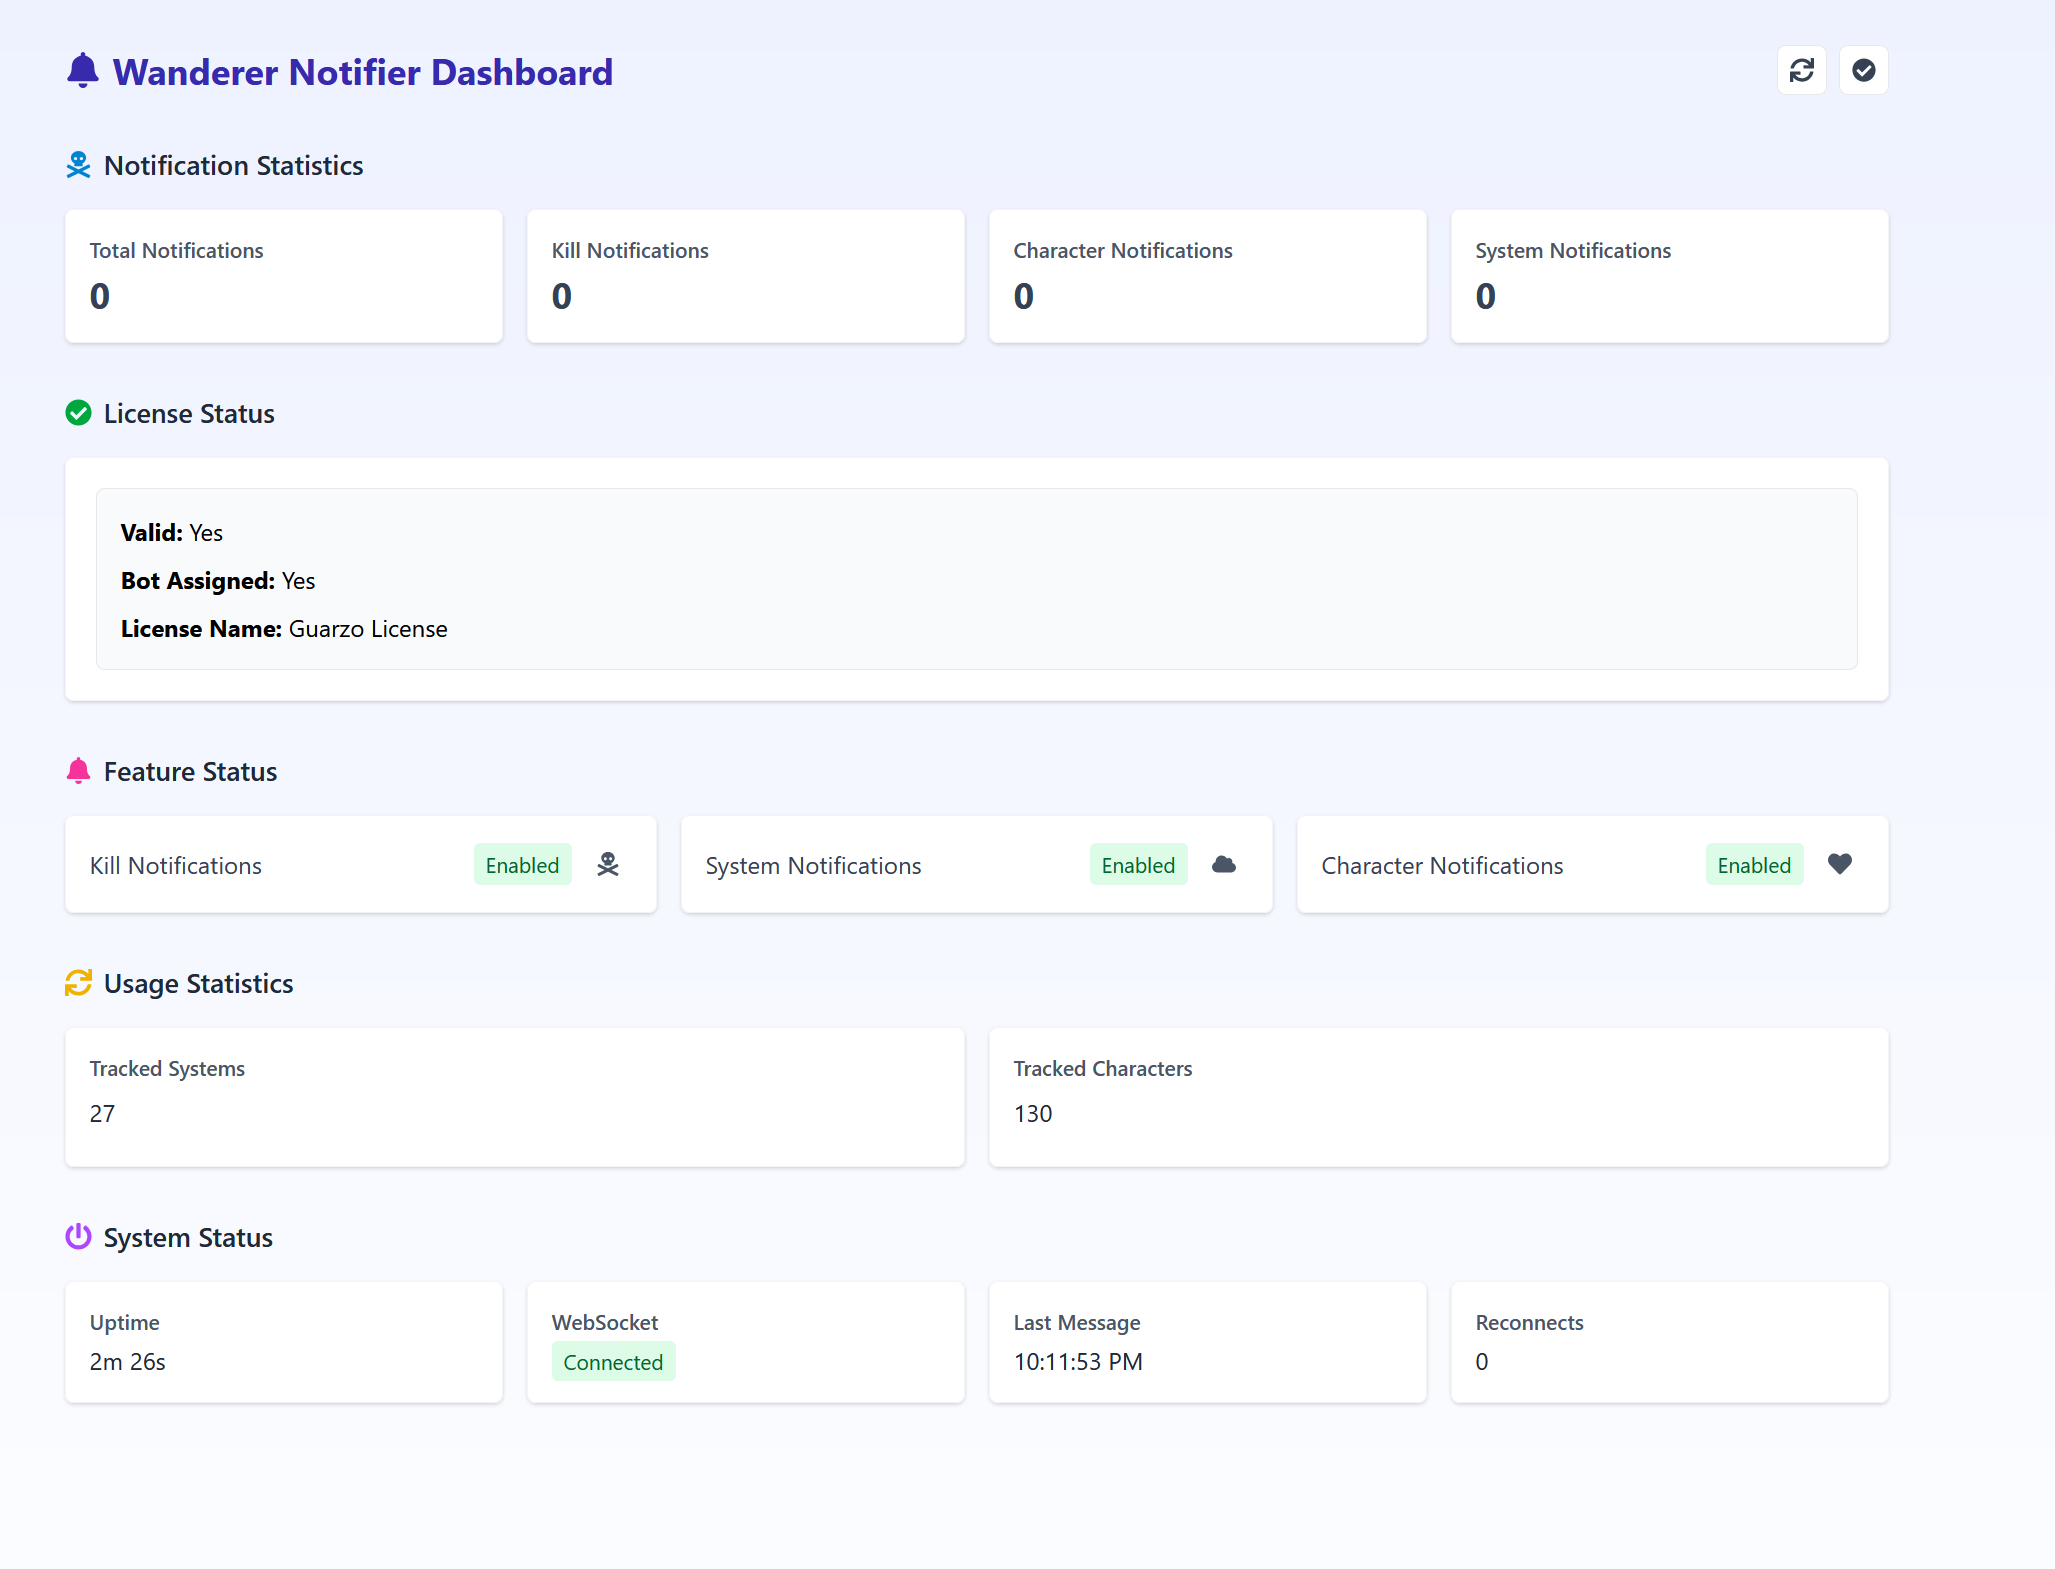 Wanderer Notifier Dashboard
Notification Statistics
Total Notifications
0
Kill Notifications
0
Character Notifications
0
System Notifications
0
License Status
Valid: Yes
Bot Assigned: Yes
License Name: Guarzo License
Feature Status
Kill Notifications Enabled
System Notifications Enabled
Character Notifications Enabled
Usage Statistics
Tracked Systems
27
Tracked Characters
130
System Status
Uptime
2m 26s
WebSocket
Connected
Last Message
10:11:53 PM
Reconnects
0